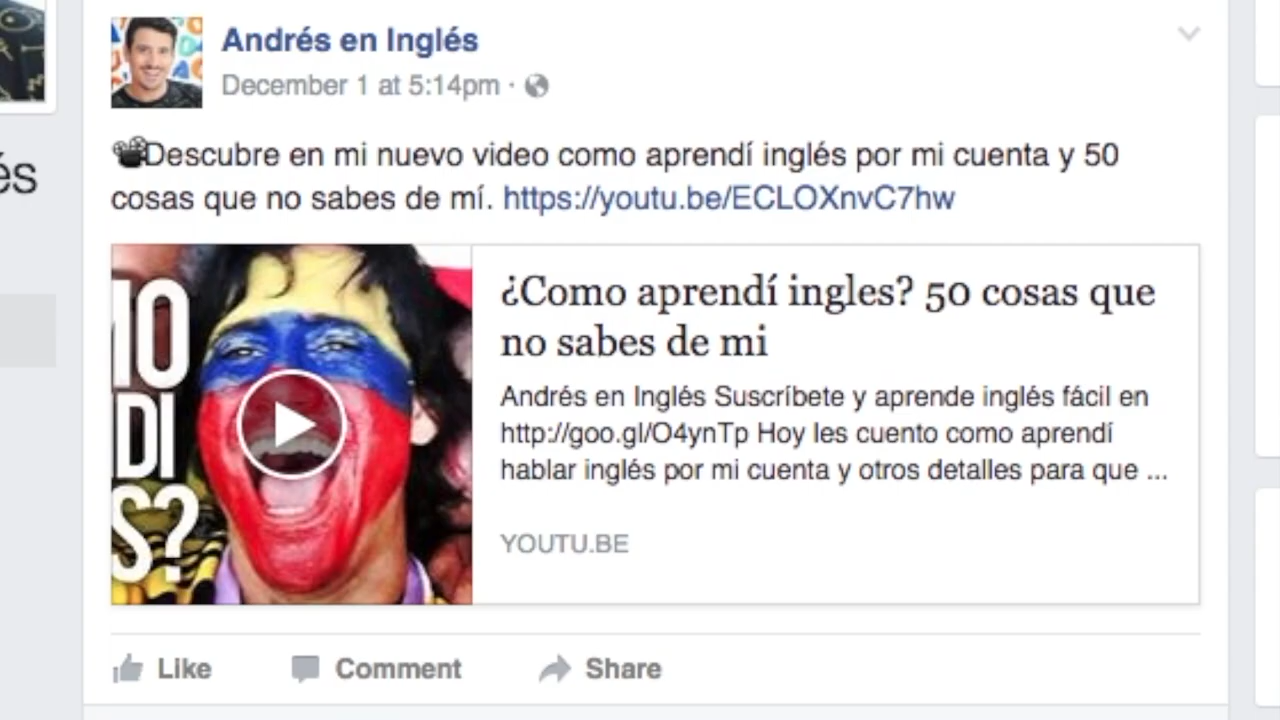 és
Andrés en Inglés
December 1 at 5:14pm ·
Descubre en mi nuevo video como aprendí inglés por mi cuenta y 50
cosas que no sabes de mí. https://youtu.be/ECLOXnvC7hw
MO
NDI
S?
¿Como aprendí ingles? 50 cosas que
no sabes de mi
Andrés en Inglés Suscríbete y aprende inglés fácil en
http://goo.gl/O4ynTp Hoy les cuento como aprendí
hablar inglés por mi cuenta y otros detalles para que ...
YOUTU.BE
Like Comment Share